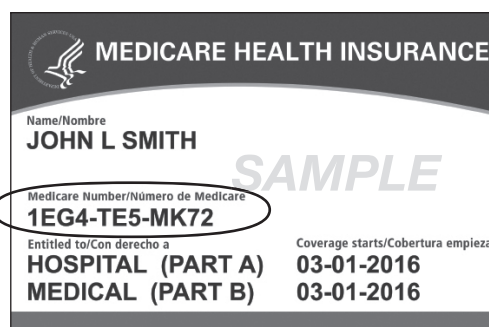 MEDICARE HEALTH INSURANCE
Name/Nombre
JOHN L SMITH
SAMPLE
Medicare Number/Número de Medicare
1EG4-TE5-MK72
Entitled to/Con derecho a
Coverage starts/Cobertura empieza
HOSPITAL (PART A) 03-01-2016
MEDICAL (PART B) 03-01-2016